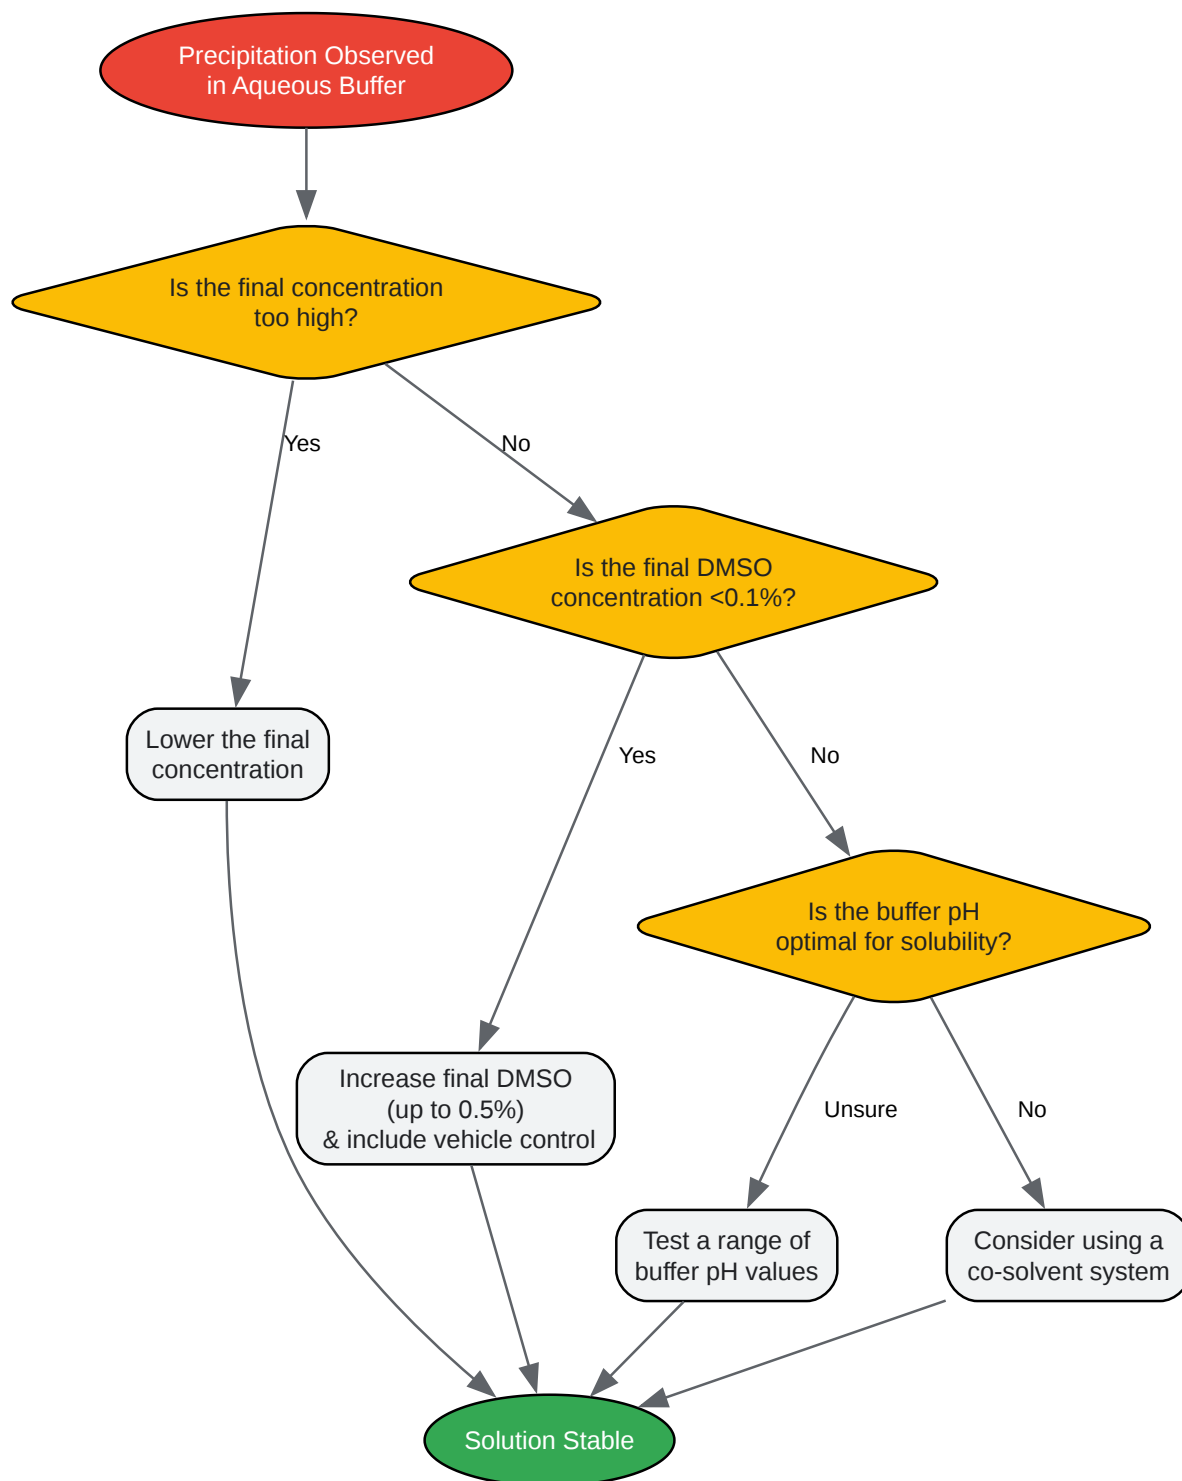 Precipitation Observed
in Aqueous Buffer
Is the final concentration
too high?
Yes
No
Is the final DMSO
concentration <0.1%?
Lower the final
concentration
Yes
No
Is the buffer pH
optimal for solubility?
Increase final DMSO
(up to 0.5%)
& include vehicle control
Unsure
No
Test a range of
buffer pH values
Consider using a
co-solvent system
Solution Stable